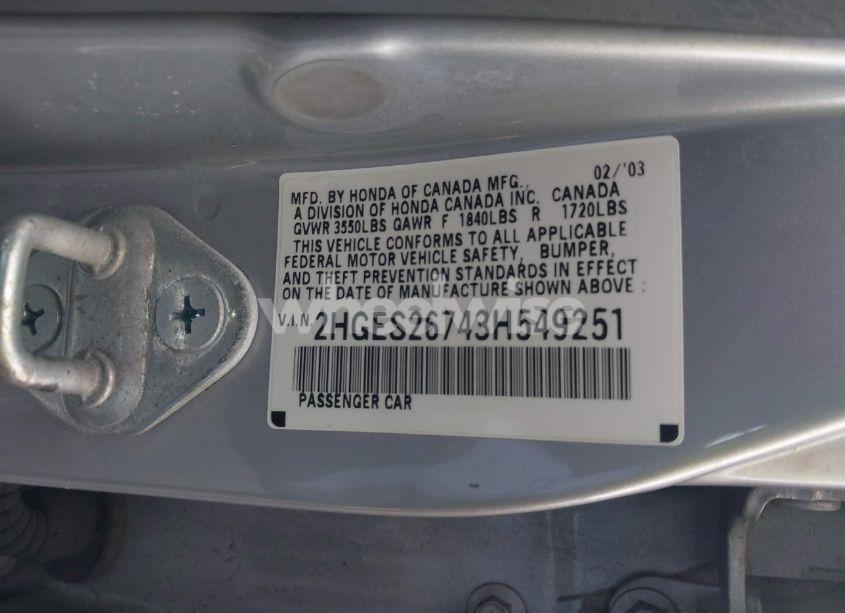 02/'03
MFD. BY HONDA OF CANADA MFG.,
A DIVISION OF HONDA CANADA INC. CANADA
GVWR 3550LBS GAWR F 1840LBS R 1720LBS
THIS VEHICLE CONFORMS TO ALL APPLICABLE
FEDERAL MOTOR VEHICLE SAFETY, BUMPER,
AND THEFT PREVENTION STANDARDS IN EFFECT
ON THE DATE OF MANUFACTURE SHOWN ABOVE :
wheelwise
V.I.N. 2HGES26743H549251
PASSENGER CAR